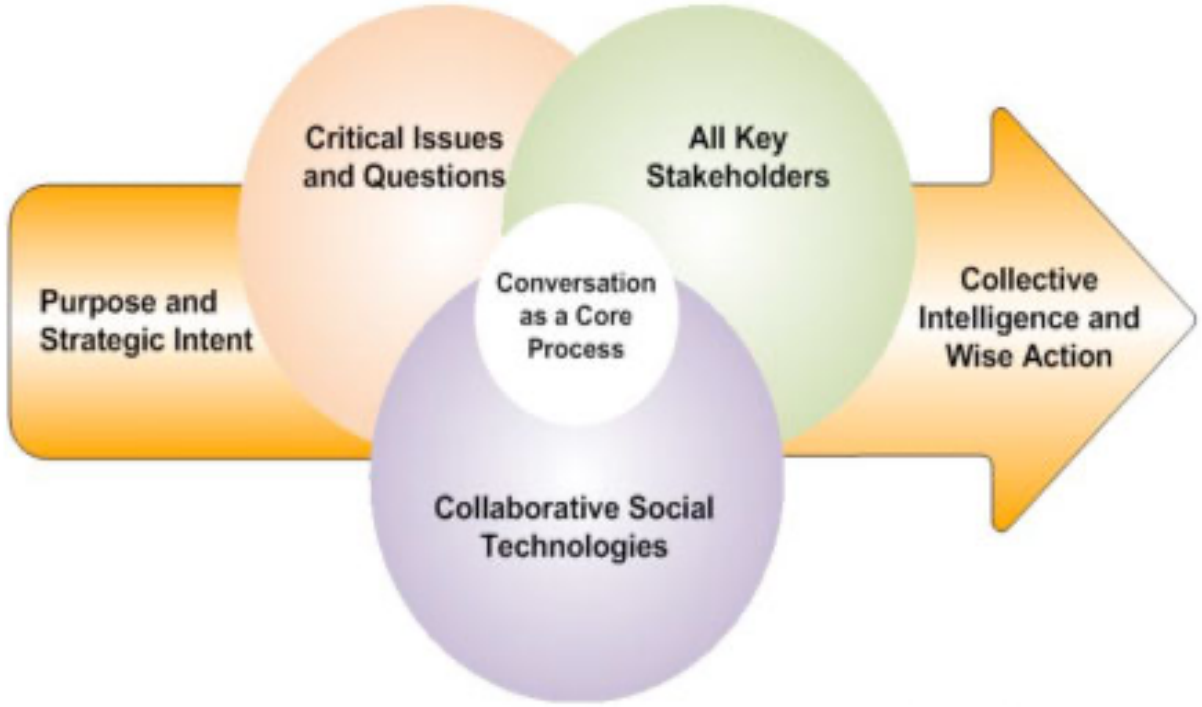 Critical Issues
and Questions
All Key
Stakeholders
Purpose and
Strategic Intent
Conversation
as a Core
Process
Collective
Intelligence and
Wise Action
Collaborative Social
Technologies